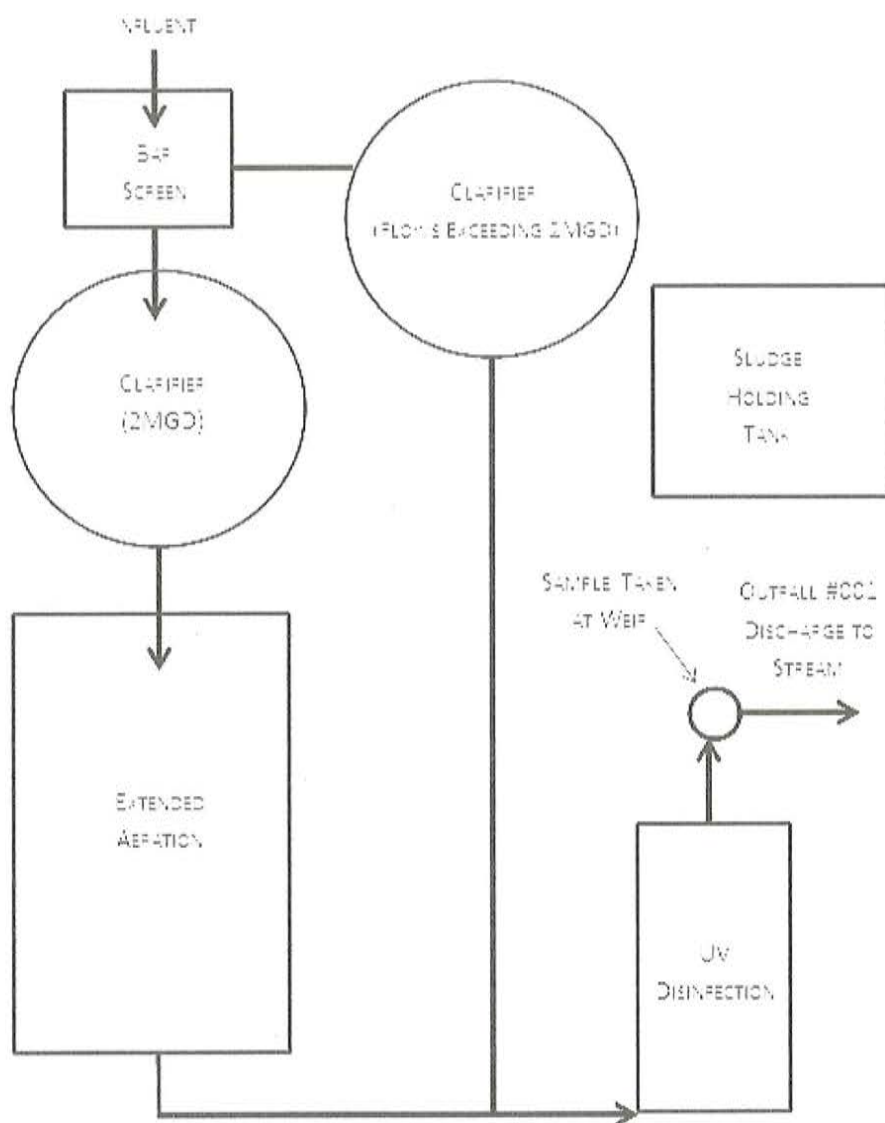 INFLUENT
BAR
SCREEN
CLARIFIER
(FLOWS EXCEEDING 2MGD)
CLARIFIER
(2MGD)
SLUDGE
HOLDING
TANK
SAMPLE TAKEN
AT WEIR
OUTFALL #001
DISCHARGE TO
STREAM
EXTENDED
AERATION
UV
DISINFECTION